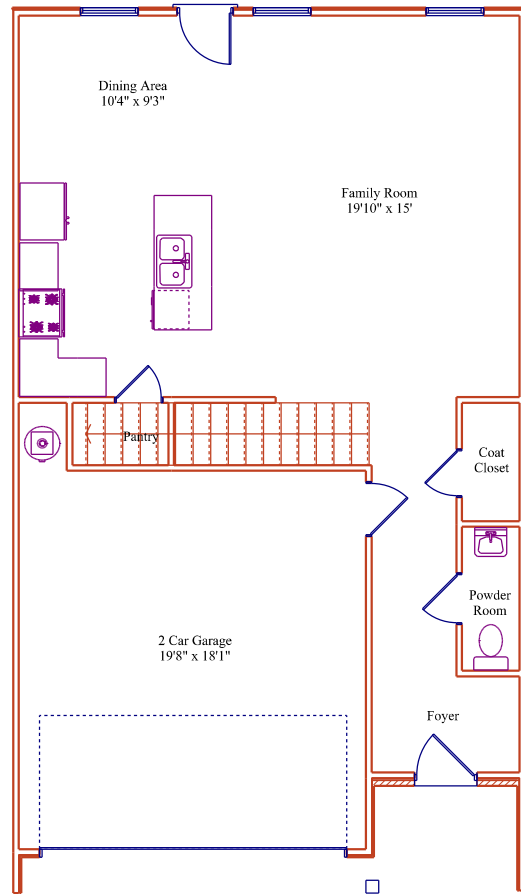 Dining Area
10'4" x 9'3"
Family Room
19'10" x 15'
Pantry
Coat
Closet
Powder
Room
2 Car Garage
19'8" x 18'1"
Foyer